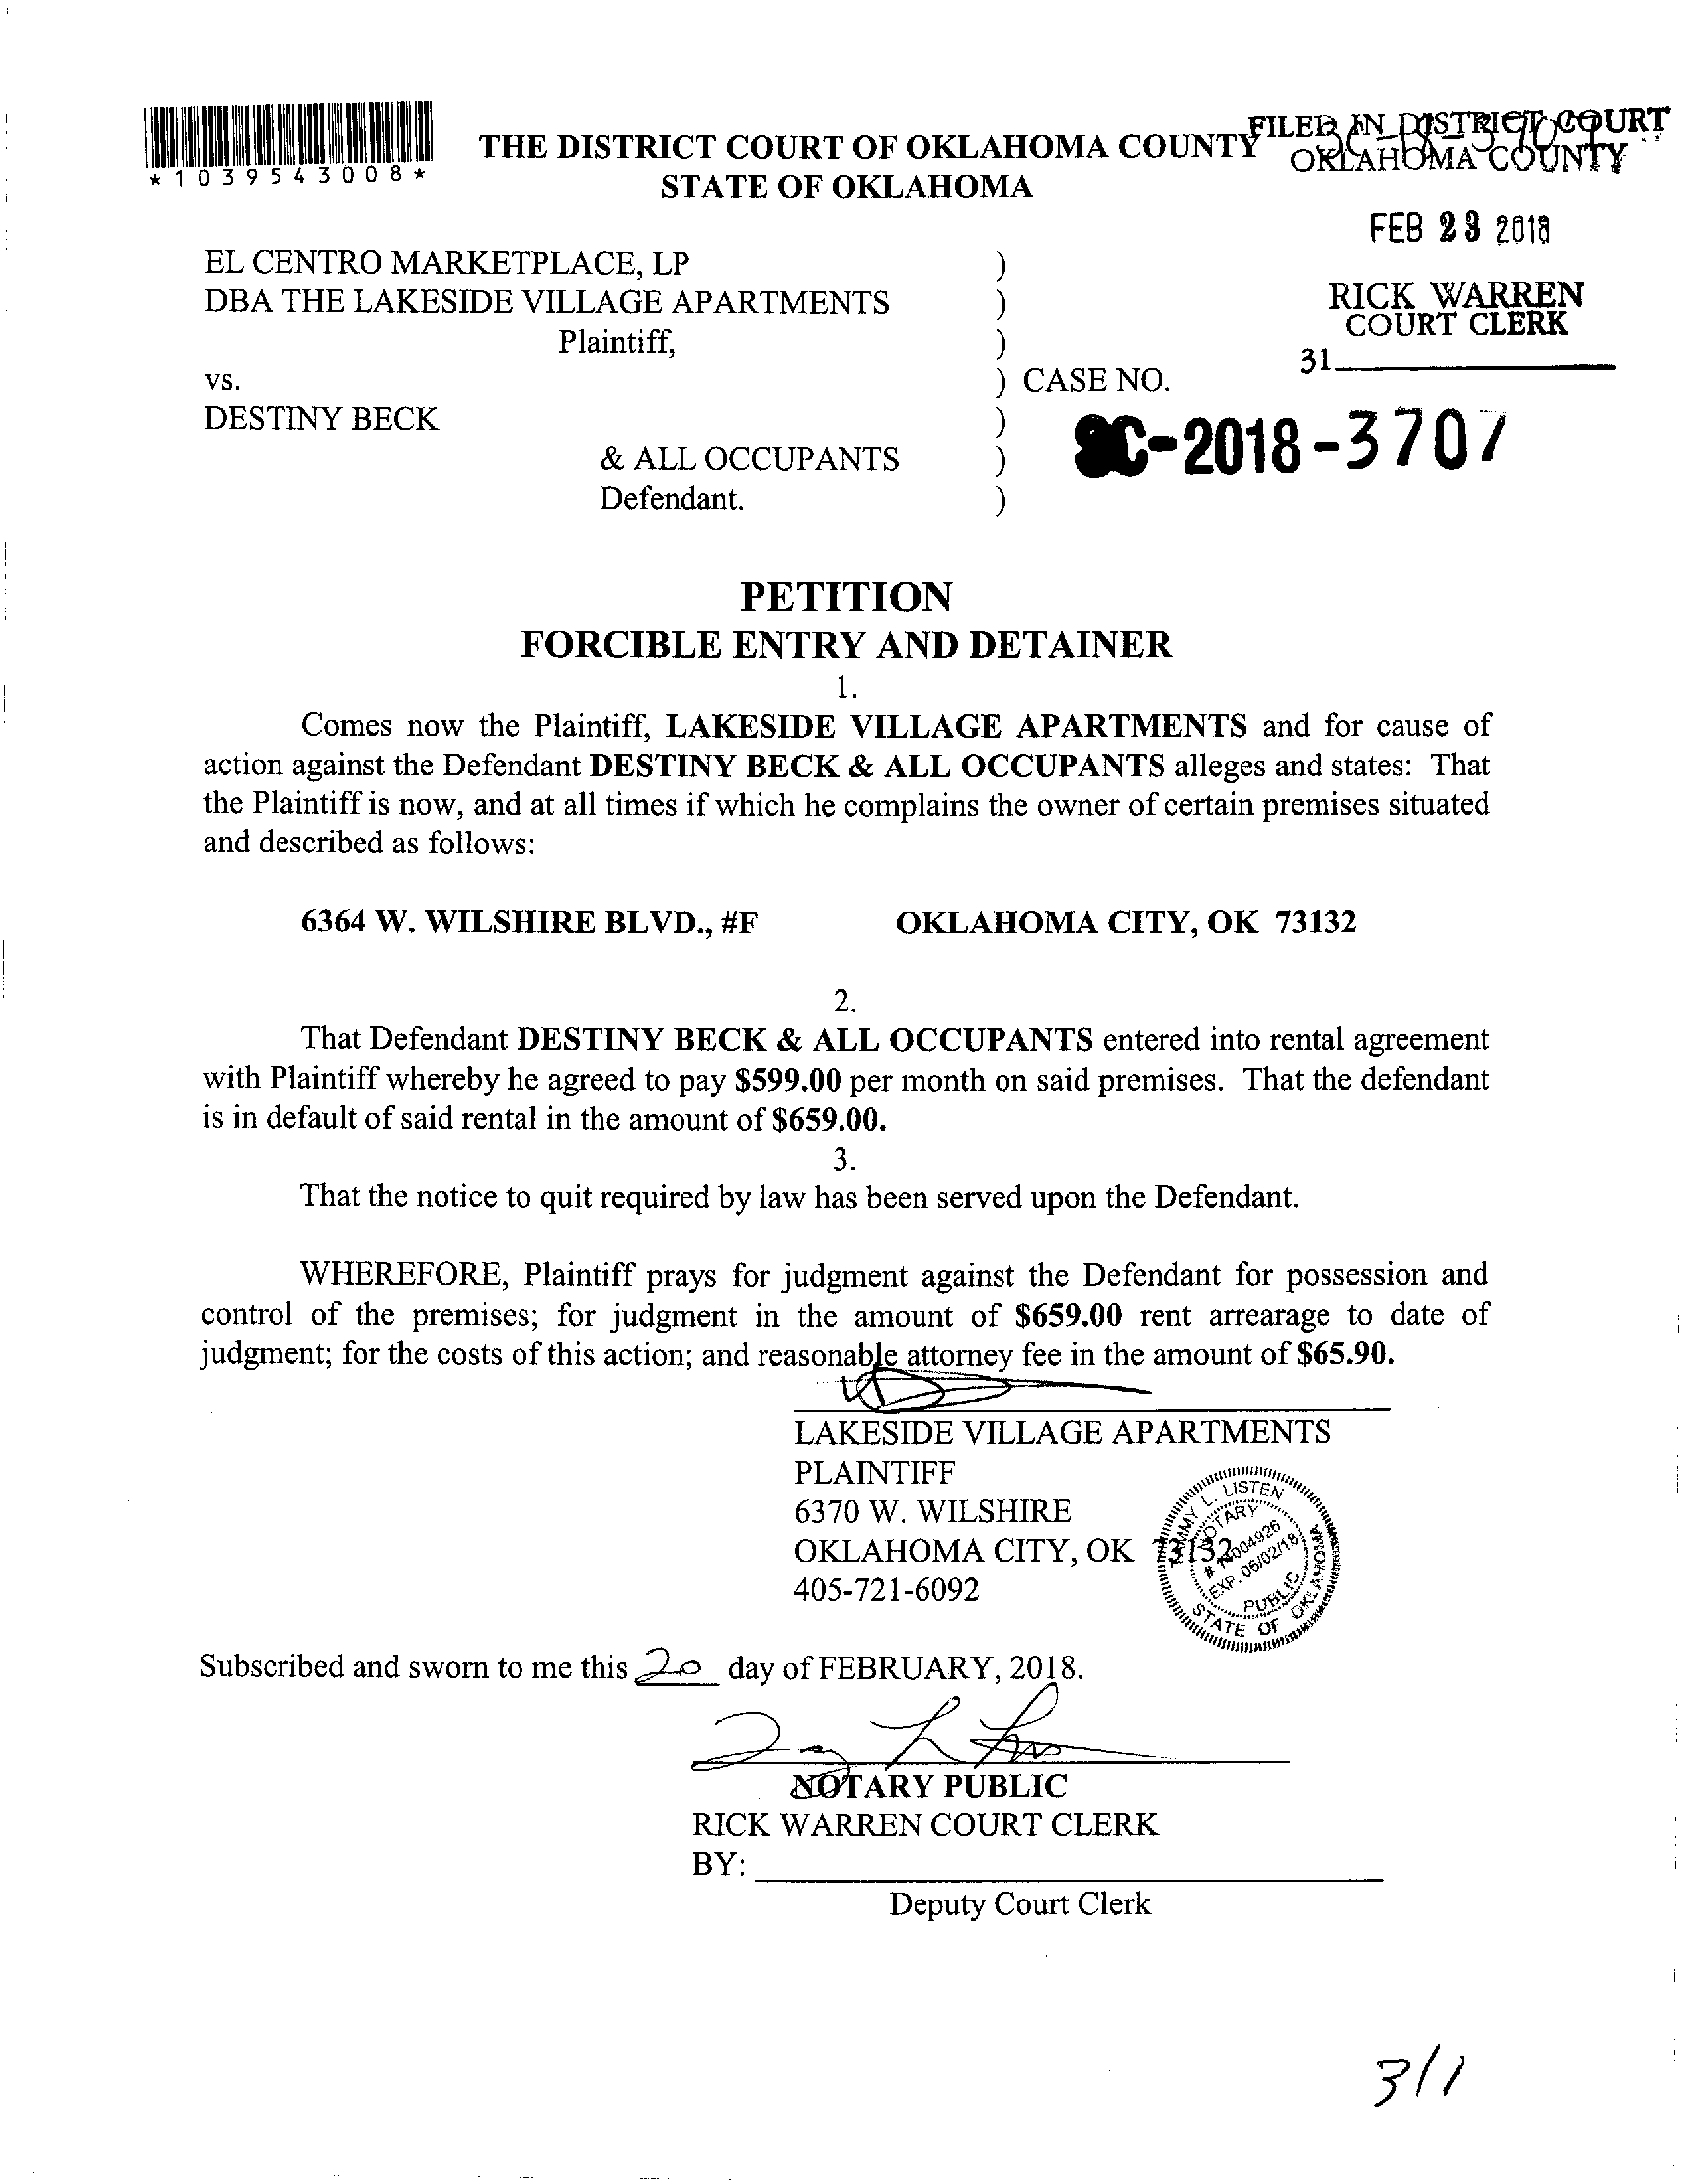 *1039543008*
THE DISTRICT COURT OF OKLAHOMA COUNTY
STATE OF OKLAHOMA
FILED IN DISTRICT COURT
OKLAHOMA COUNTY
FEB 23 2018
RICK WARREN
COURT CLERK
31
EL CENTRO MARKETPLACE, LP )
DBA THE LAKESIDE VILLAGE APARTMENTS )
Plaintiff, )
vs. ) CASE NO.
DESTINY BECK )
SC-2018-3707
& ALL OCCUPANTS )
Defendant. )
PETITION
FORCIBLE ENTRY AND DETAINER
1.
Comes now the Plaintiff, LAKESIDE VILLAGE APARTMENTS and for cause of
action against the Defendant DESTINY BECK & ALL OCCUPANTS alleges and states: That
the Plaintiff is now, and at all times if which he complains the owner of certain premises situated
and described as follows:
6364 W. WILSHIRE BLVD., #F OKLAHOMA CITY, OK 73132
2.
That Defendant DESTINY BECK & ALL OCCUPANTS entered into rental agreement
with Plaintiff whereby he agreed to pay $599.00 per month on said premises. That the defendant
is in default of said rental in the amount of $659.00.
3.
That the notice to quit required by law has been served upon the Defendant.
WHEREFORE, Plaintiff prays for judgment against the Defendant for possession and
control of the premises; for judgment in the amount of $659.00 rent arrearage to date of
judgment; for the costs of this action; and reasonable attorney fee in the amount of $65.90.
LAKESIDE VILLAGE APARTMENTS
PLAINTIFF
6370 W. WILSHIRE
OKLAHOMA CITY, OK 73132
405-721-6092
L. LISTEN
NOTARY
EXP. 06/02/18
PUBLIC
STATE OF OKLAHOMA
Subscribed and sworn to me this 20 day of FEBRUARY, 2018.
NOTARY PUBLIC
RICK WARREN COURT CLERK
BY:
Deputy Court Clerk
3/1